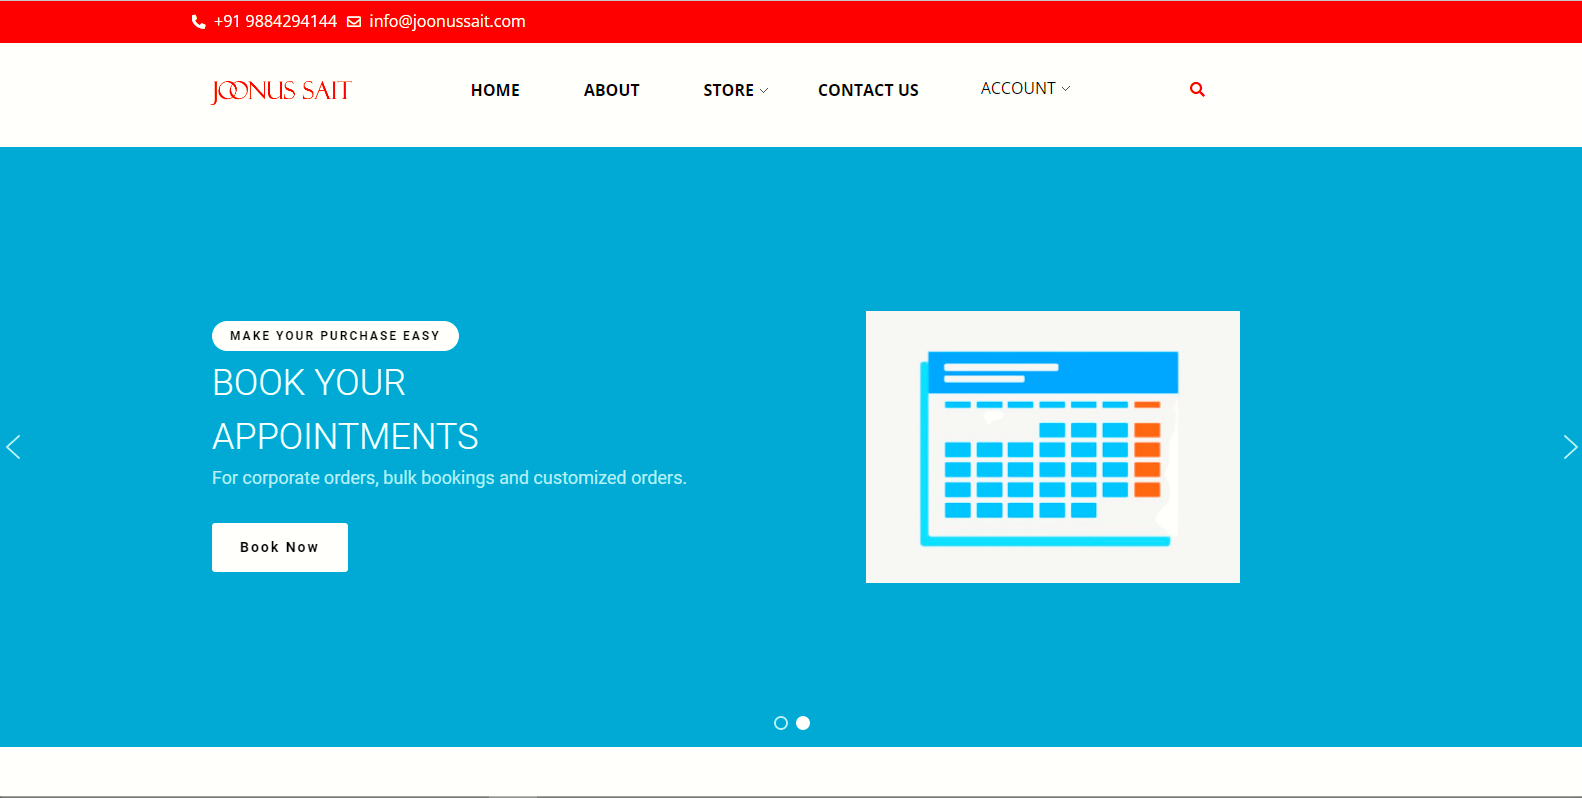 +91 9884294144 info@joonussait.com
JOONUS SAIT HOME ABOUT STORE CONTACT US ACCOUNT
MAKE YOUR PURCHASE EASY
BOOK YOUR
APPOINTMENTS
For corporate orders, bulk bookings and customized orders.
Book Now